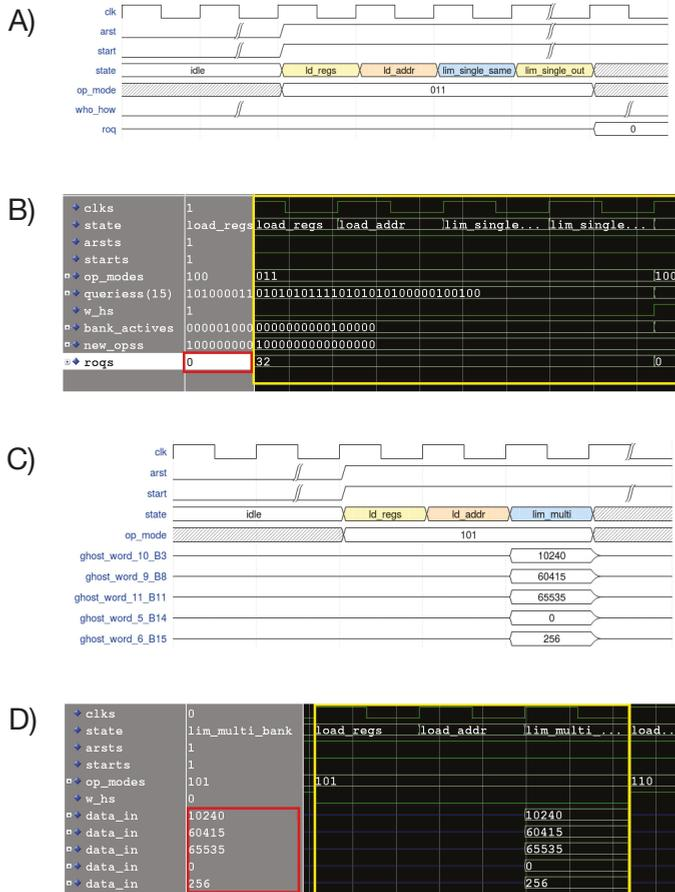 A)
clk
arst
start
state idle ld_regs ld_addr lim_single_same lim_single_out
op_mode 011
who_how
roq 0
B)
clks 1
state load_regs load_regs load_addr lim_single... lim_single...
arsts 1
starts 1
op_modes 100 011 100
queriess(15) 101000011 0101010101111010101010100000100100
w_hs 1
bank_actives 000001000 0000000000100000
new_opss 100000000 1000000000000000
roqs 0 32 0
C)
clk
arst
start
state idle ld_regs ld_addr lim_multi
op_mode 101
ghost_word_10_B3 10240
ghost_word_9_B8 60415
ghost_word_11_B11 65535
ghost_word_5_B14 0
ghost_word_6_B15 256
D)
clks 0
state lim_multi_bank load_regs load_addr lim_multi_... load..
arsts 1
starts 1
op_modes 101 101 110
w_hs 0
data_in 10240 10240
data_in 60415 60415
data_in 65535 65535
data_in 0 0
data_in 256 256